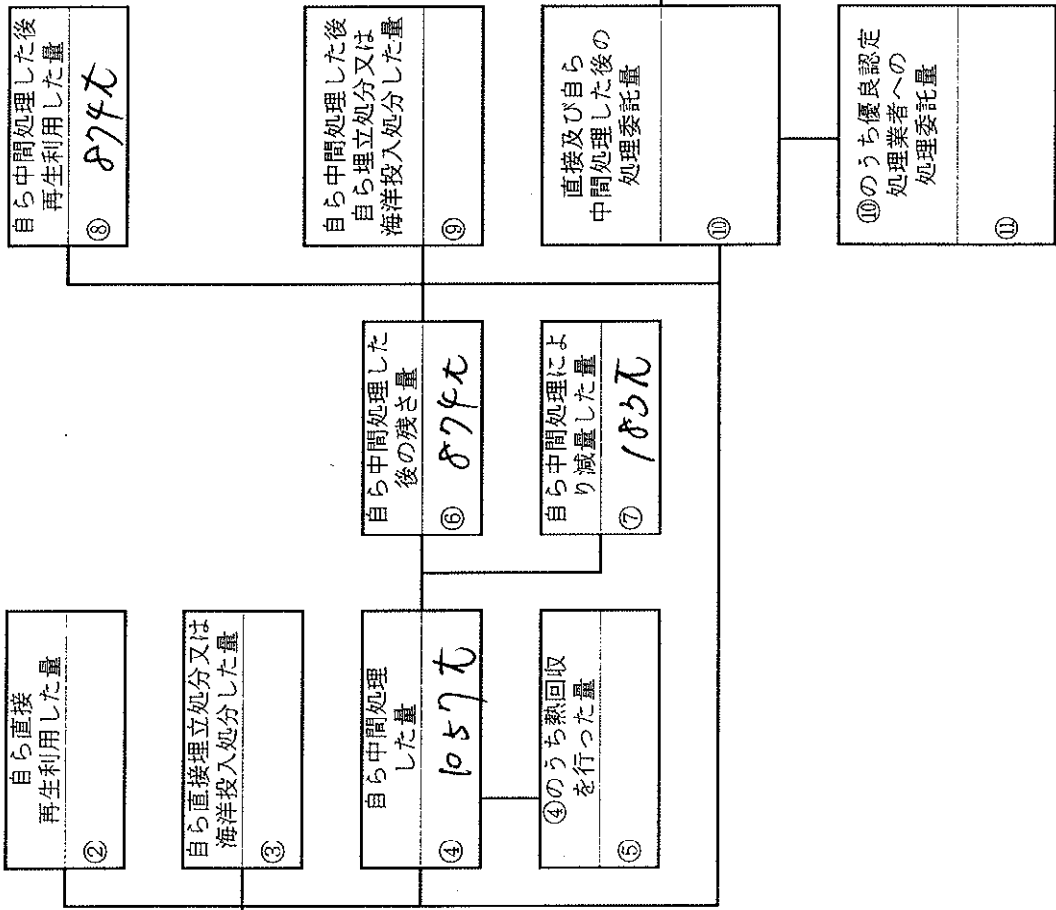 自ら直接
再生利用した量
②
自ら直接埋立処分又は
海洋投入処分した量
③
自ら中間処理
した量
④ 1057t
④のうち熱回収
を行った量
⑤
自ら中間処理した
後の残さ量
⑥ 874t
自ら中間処理によ
り減量した量
⑦ 183t
自ら中間処理した後
再生利用した量
⑧ 874t
自ら中間処理した後
自ら埋立処分又は
海洋投入処分した量
⑨
直接及び自ら
中間処理した後の
処理委託量
⑩
⑩のうち優良認定
処理業者への
処理委託量
⑪